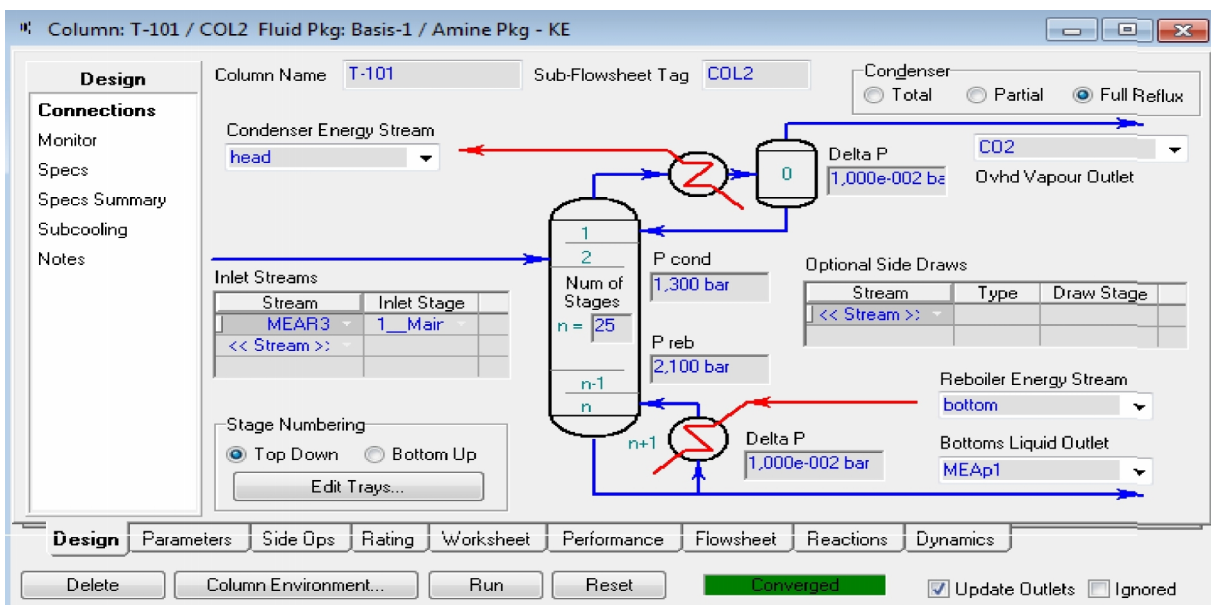 Column: T-101 / COL2 Fluid Pkg: Basis-1 / Amine Pkg - KE
Design
Connections
Monitor
Specs
Specs Summary
Subcooling
Notes
Column Name T-101 Sub-Flowsheet Tag COL2
Condenser
Total Partial Full Reflux
Condenser Energy Stream
head
0
Delta P
1,000e-002 ba
CO2
Ovhd Vapour Outlet
1
2
Num of
Stages
n = 25
n-1
n
n+1
P cond
1,300 bar
P reb
2,100 bar
Inlet Streams
Stream Inlet Stage
MEAR3 1__Mair
<< Stream >>
Optional Side Draws
Stream Type Draw Stage
<< Stream >>
Stage Numbering
Top Down Bottom Up
Edit Trays...
Delta P
1,000e-002 bar
Reboiler Energy Stream
bottom
Bottoms Liquid Outlet
MEAp1
Design Parameters Side Ops Rating Worksheet Performance Flowsheet Reactions Dynamics
Delete Column Environment... Run Reset Converged Update Outlets Ignored